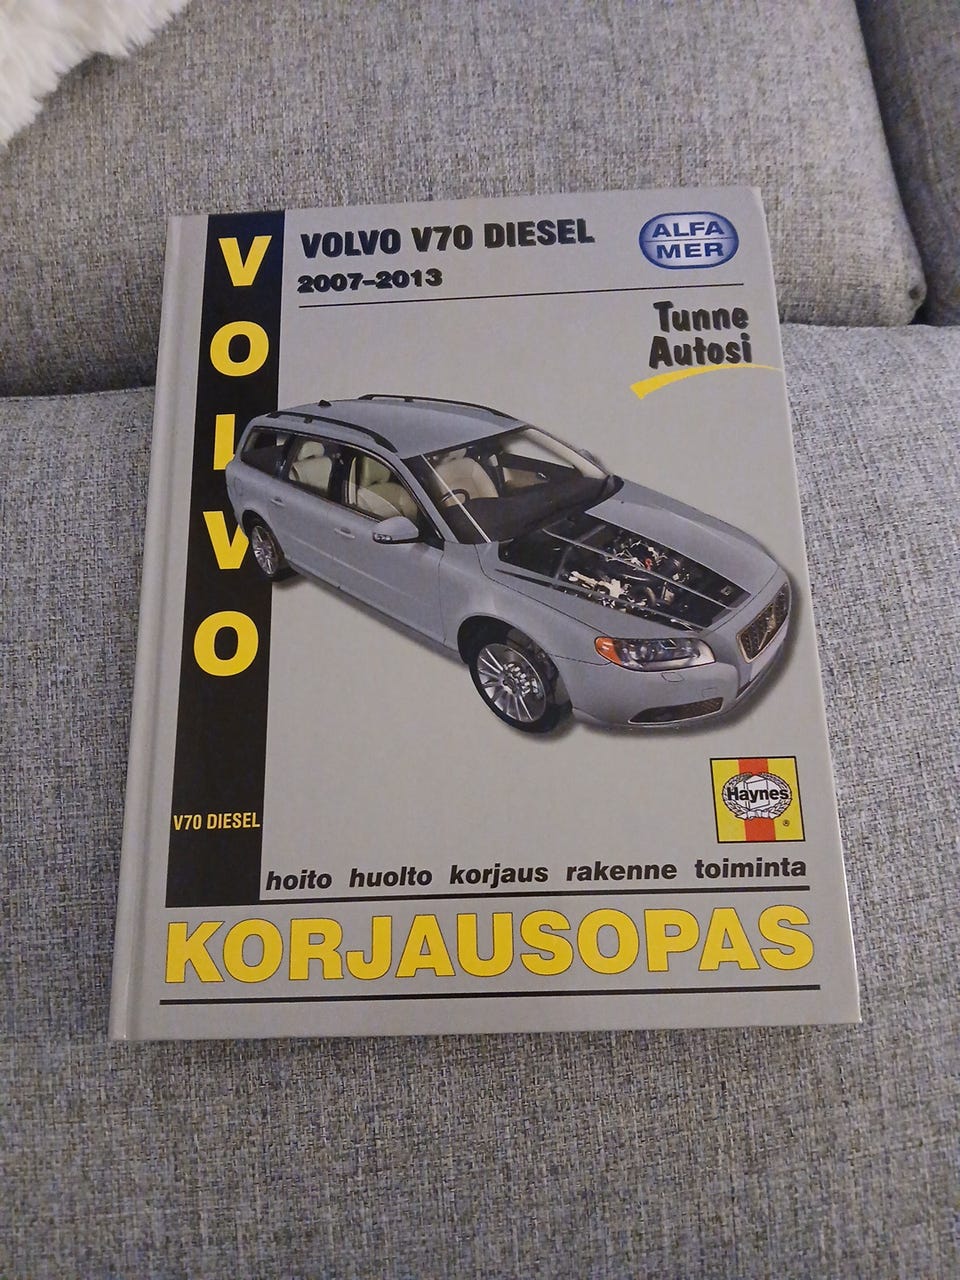 VOLVO
VOLVO V70 DIESEL
2007-2013
ALFA
MER
Tunne
Autosi
Haynes
®
V70 DIESEL
hoito huolto korjaus rakenne toiminta
KORJAUSOPAS